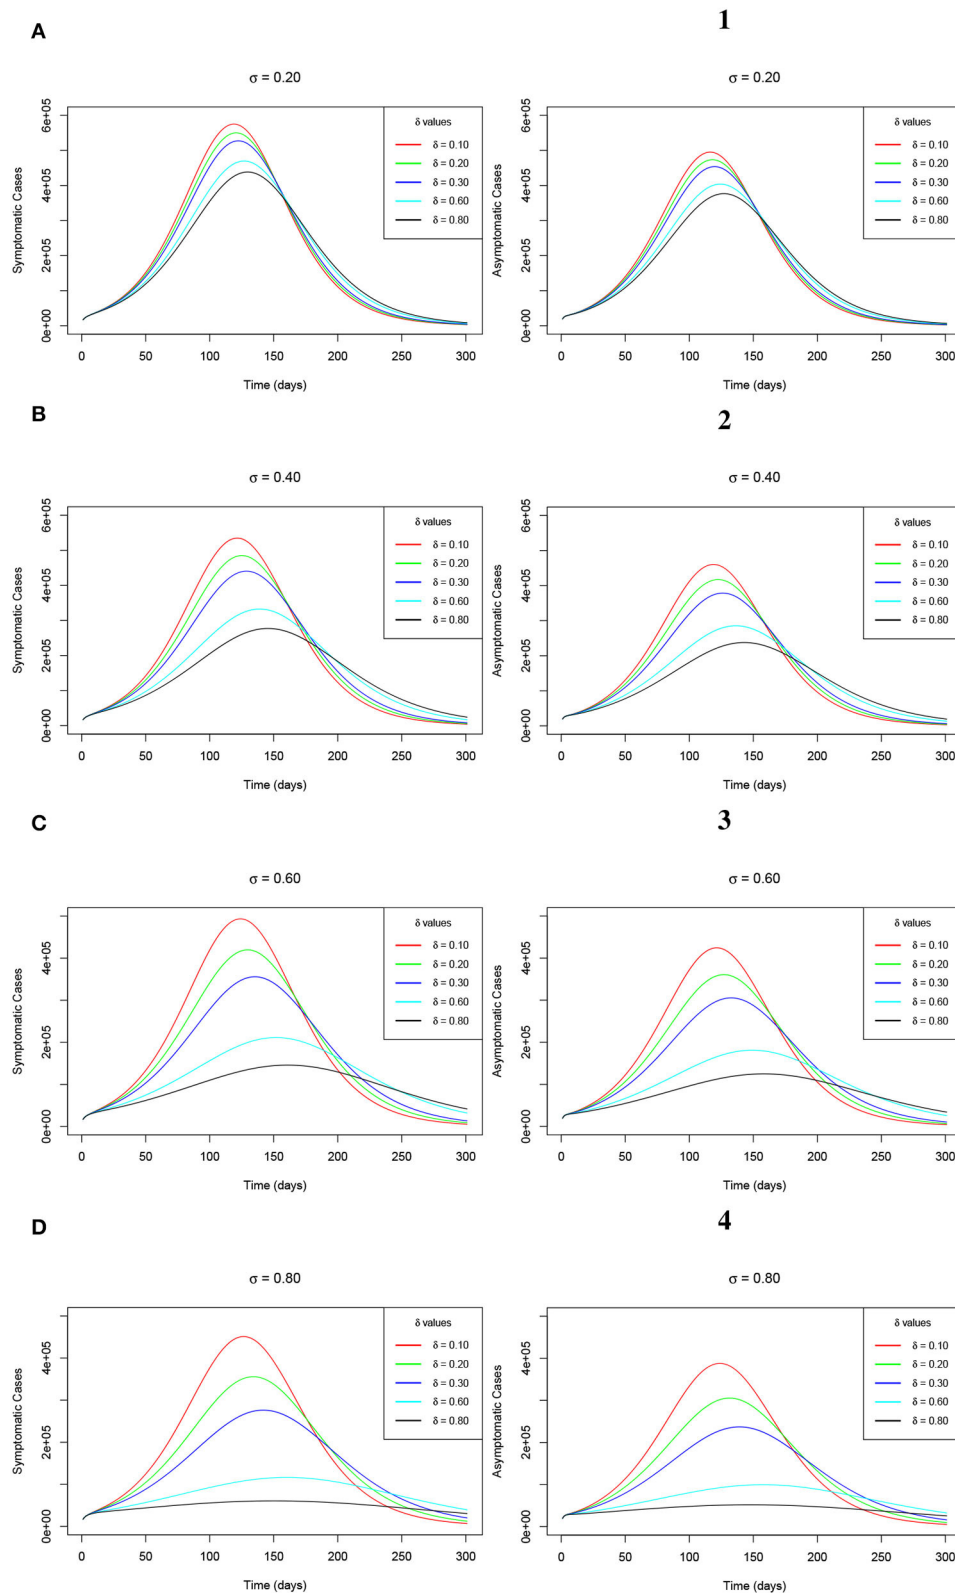 A
1
σ = 0.20
Symptomatic Cases
6e+05
4e+05
2e+05
0e+00
δ values
δ = 0.10
δ = 0.20
δ = 0.30
δ = 0.60
δ = 0.80
0 50 100 150 200 250 300
Time (days)
σ = 0.20
Asymptomatic Cases
6e+05
4e+05
2e+05
0e+00
δ values
δ = 0.10
δ = 0.20
δ = 0.30
δ = 0.60
δ = 0.80
0 50 100 150 200 250 300
Time (days)
B
2
σ = 0.40
Symptomatic Cases
6e+05
4e+05
2e+05
0e+00
δ values
δ = 0.10
δ = 0.20
δ = 0.30
δ = 0.60
δ = 0.80
0 50 100 150 200 250 300
Time (days)
σ = 0.40
Asymptomatic Cases
6e+05
4e+05
2e+05
0e+00
δ values
δ = 0.10
δ = 0.20
δ = 0.30
δ = 0.60
δ = 0.80
0 50 100 150 200 250 300
Time (days)
C
3
σ = 0.60
Symptomatic Cases
4e+05
2e+05
0e+00
δ values
δ = 0.10
δ = 0.20
δ = 0.30
δ = 0.60
δ = 0.80
0 50 100 150 200 250 300
Time (days)
σ = 0.60
Asymptomatic Cases
4e+05
2e+05
0e+00
δ values
δ = 0.10
δ = 0.20
δ = 0.30
δ = 0.60
δ = 0.80
0 50 100 150 200 250 300
Time (days)
D
4
σ = 0.80
Symptomatic Cases
4e+05
2e+05
0e+00
δ values
δ = 0.10
δ = 0.20
δ = 0.30
δ = 0.60
δ = 0.80
0 50 100 150 200 250 300
Time (days)
σ = 0.80
Asymptomatic Cases
4e+05
2e+05
0e+00
δ values
δ = 0.10
δ = 0.20
δ = 0.30
δ = 0.60
δ = 0.80
0 50 100 150 200 250 300
Time (days)